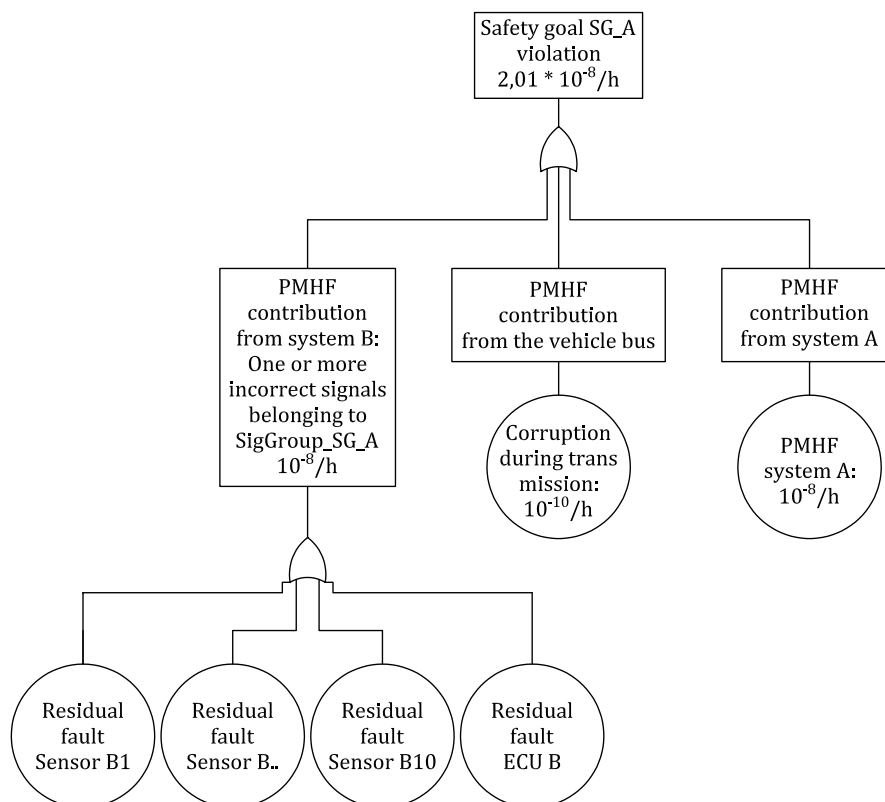 Safety goal SG_A
violation
2,01 * 10⁻⁸/h
PMHF
contribution
from system B:
One or more
incorrect signals
belonging to
SigGroup_SG_A
10⁻⁸/h
PMHF
contribution
from the vehicle bus
PMHF
contribution
from system A
Corruption
during trans
mission:
10⁻¹⁰/h
PMHF
system A:
10⁻⁸/h
Residual
fault
Sensor B1
Residual
fault
Sensor B..
Residual
fault
Sensor B10
Residual
fault
ECU B